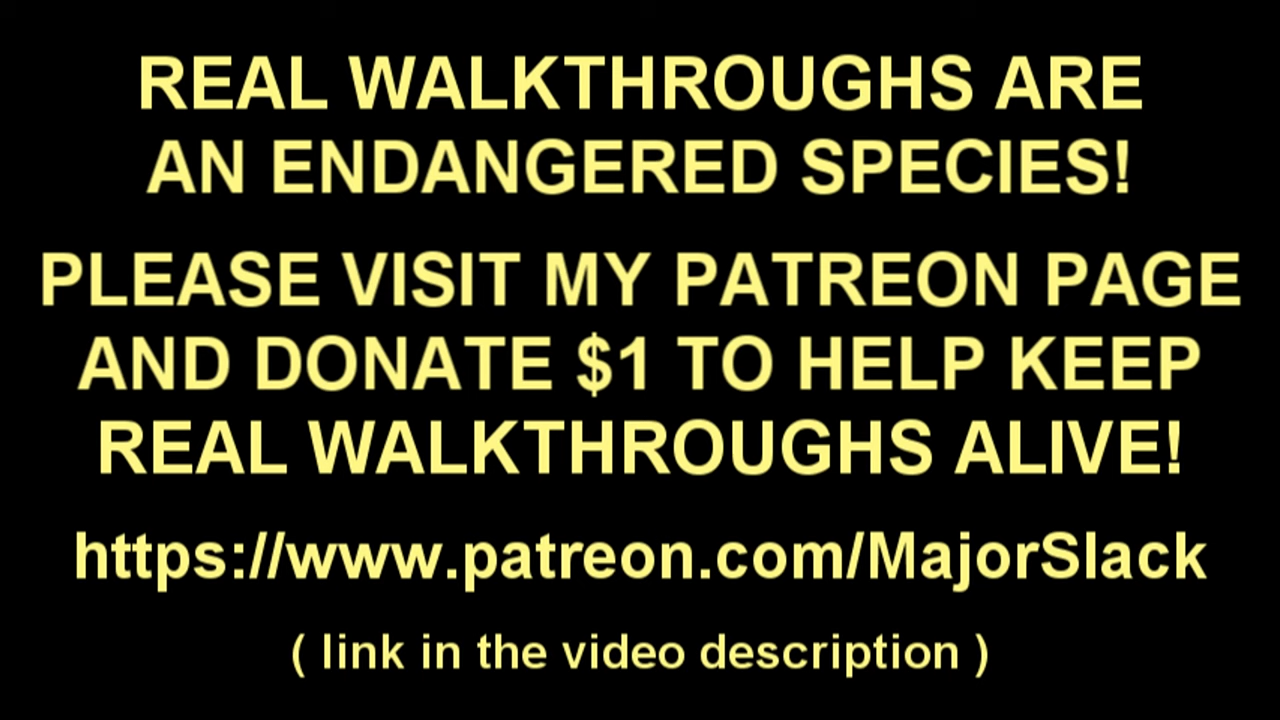 REAL WALKTHROUGHS ARE
AN ENDANGERED SPECIES!
PLEASE VISIT MY PATREON PAGE
AND DONATE $1 TO HELP KEEP
REAL WALKTHROUGHS ALIVE!
https://www.patreon.com/MajorSlack
( link in the video description )